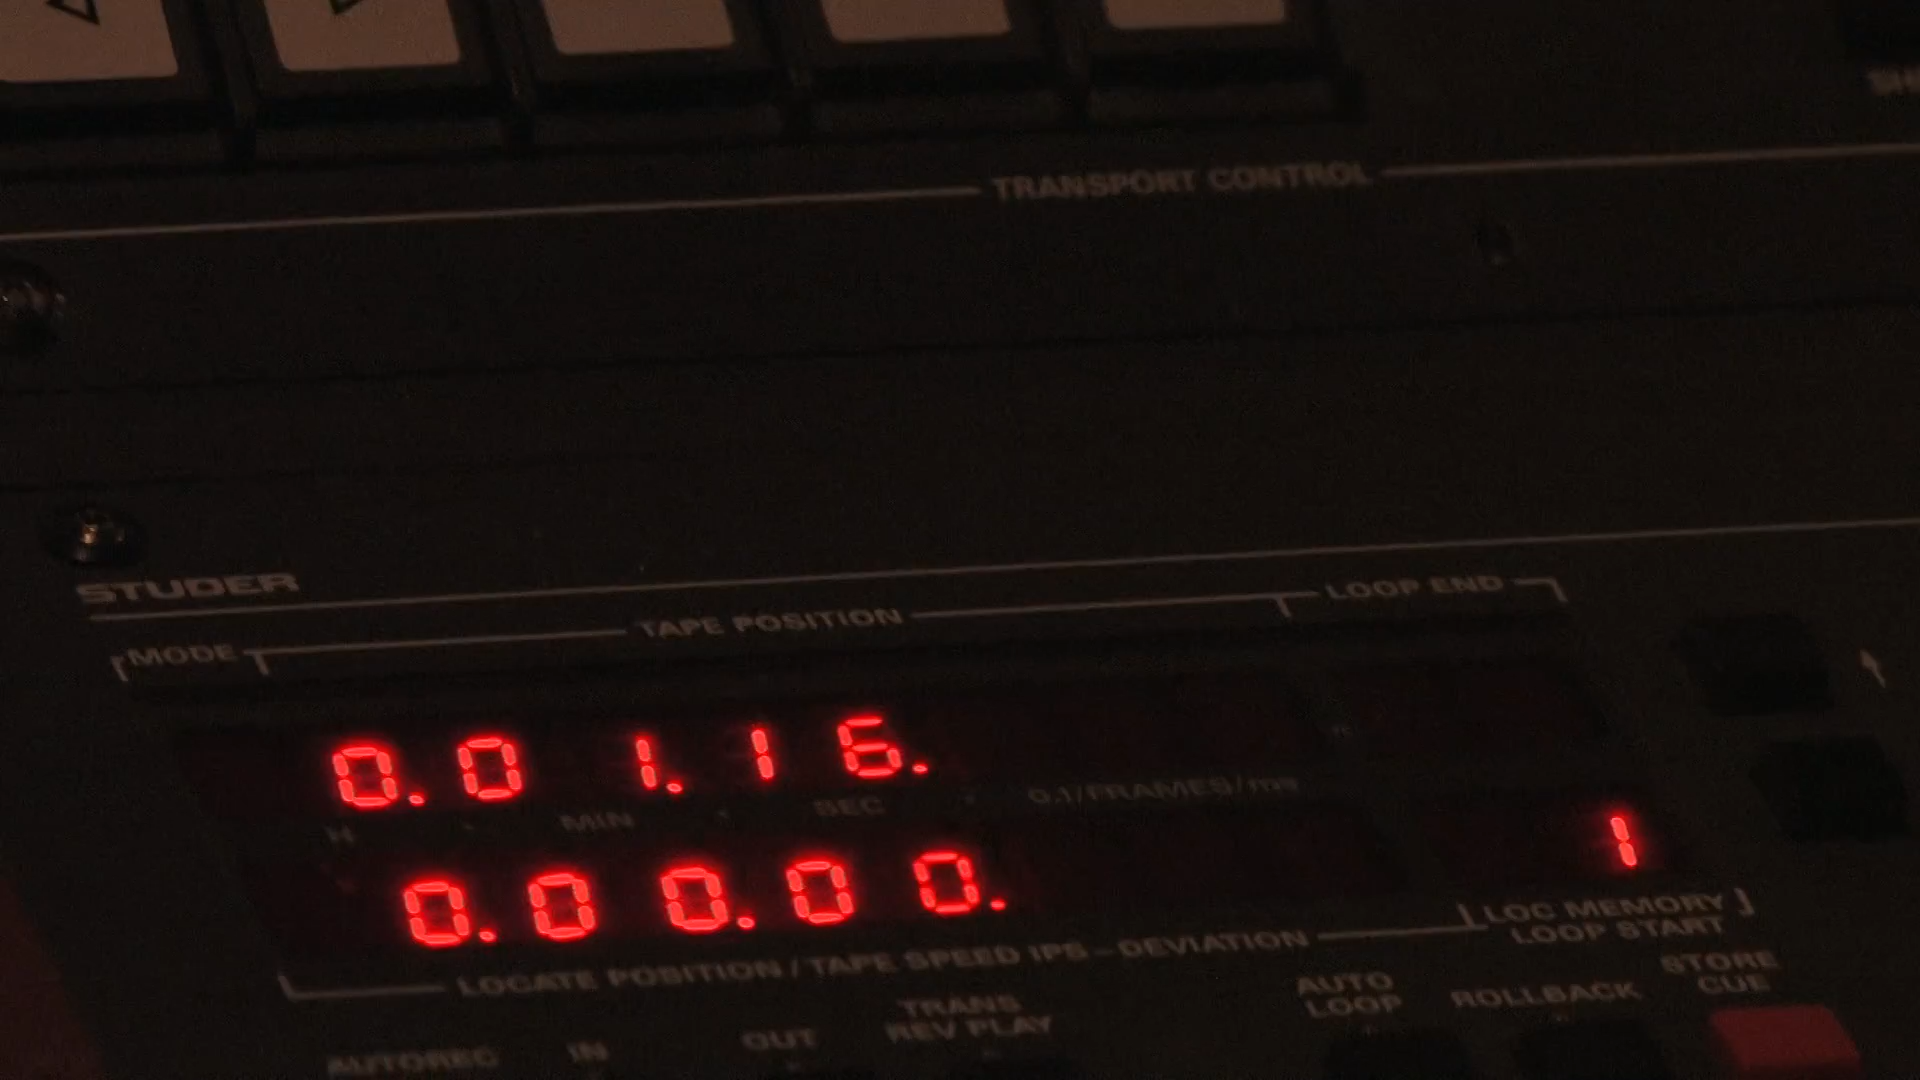 TRANSPORT CONTROL
STUDER
MODE TAPE POSITION LOOP END
0.01.16.
H MIN SEC 0.1/FRAMES/ms
0.00.00. 1
LOCATE POSITION / TAPE SPEED IPS - DEVIATION LOC MEMORY
LOOP START
AUTOREC IN OUT TRANS
REV PLAY
AUTO
LOOP
ROLLBACK
STORE
CUE